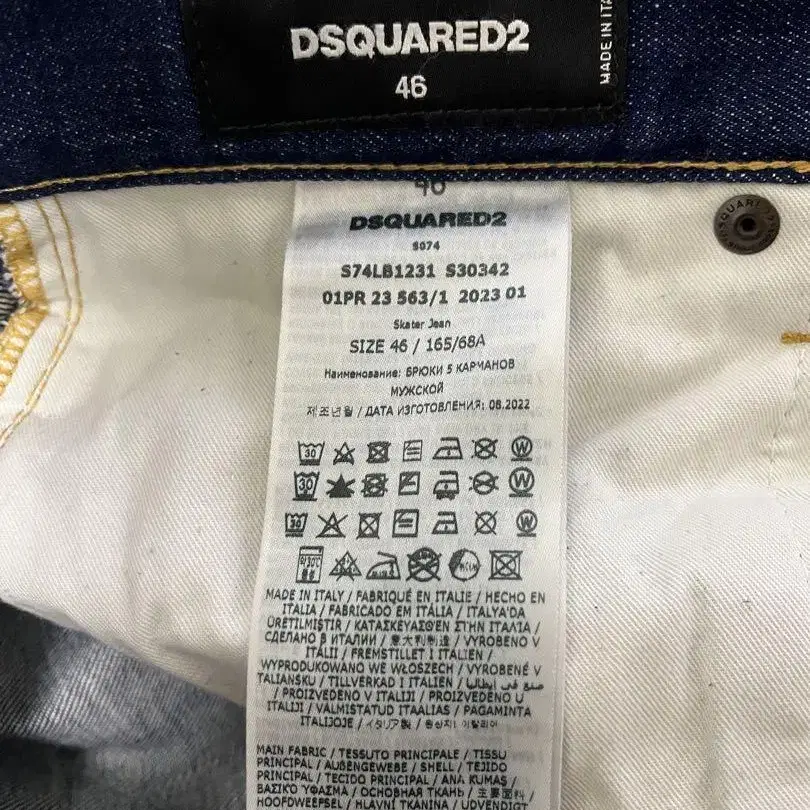 DSQUARED2
46
MADE IN ITA
46
DSQUARED2
S074
S74LB1231 S30342
01PR 23 563/1 2023 01
Skater Jean
SIZE 46 / 165/68A
Наименование: БРЮКИ 5 КАРМАНОВ
МУЖСКОЙ
제조년월 / ДАТА ИЗГОТОВЛЕНИЯ: 08.2022
30
W
30
W
30
W
MADE IN ITALY / FABRIQUÉ EN ITALIE / HECHO EN
ITALIA / FABRICADO EM ITÁLIA / ITALYA'DA
ÜRETILMIŞTIR / ΚΑΤΑΣΚΕΥΑΣΘΕΝ ΣΤΗΝ ΙΤΑΛΙΑ /
СДЕЛАНО В ИТАЛИИ / 意大利制造 / VYROBENO V
ITÁLII / FREMSTILLET I ITALIEN /
WYPRODUKOWANO WE WŁOSZECH / VYROBENÉ V
TALIANSKU / TILLVERKAD I ITALIEN / صنع في ايطاليا
/ PROIZVEDENO V ITALIJI / PROIZVEDENO U
ITALIJI / VALMISTATUD ITAALIAS / PAGAMINTA
ITALIJOJE / イタリア製 / 원산지: 이탈리아
MAIN FABRIC / TESSUTO PRINCIPALE / TISSU
PRINCIPAL / AUßENGEWEBE / SHELL / TEJIDO
PRINCIPAL / TECIDO PRINCIPAL / ANA KUMAŞ /
ΒΑΣΙΚΟ ΥΦΑΣΜΑ / ОСНОВНАЯ ТКАНЬ / 主要面料 /
HOOFDWEEFSEL / HLAVNÍ TKANINA / UDVENDIGT